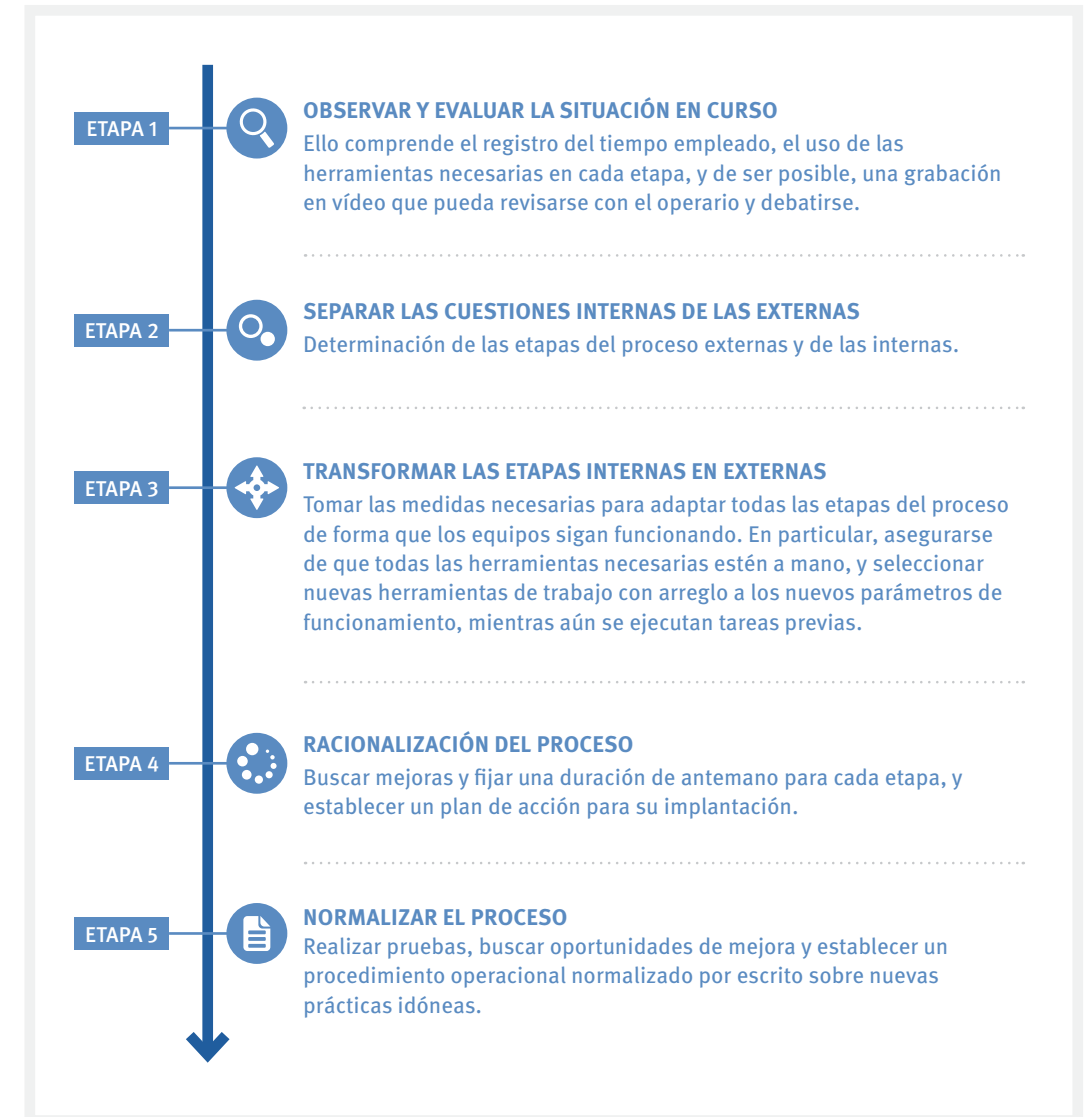 ETAPA 1
OBSERVAR Y EVALUAR LA SITUACIÓN EN CURSO
Ello comprende el registro del tiempo empleado, el uso de las
herramientas necesarias en cada etapa, y de ser posible, una grabación
en vídeo que pueda revisarse con el operario y debatirse.
ETAPA 2
SEPARAR LAS CUESTIONES INTERNAS DE LAS EXTERNAS
Determinación de las etapas del proceso externas y de las internas.
ETAPA 3
TRANSFORMAR LAS ETAPAS INTERNAS EN EXTERNAS
Tomar las medidas necesarias para adaptar todas las etapas del proceso
de forma que los equipos sigan funcionando. En particular, asegurarse
de que todas las herramientas necesarias estén a mano, y seleccionar
nuevas herramientas de trabajo con arreglo a los nuevos parámetros de
funcionamiento, mientras aún se ejecutan tareas previas.
ETAPA 4
RACIONALIZACIÓN DEL PROCESO
Buscar mejoras y fijar una duración de antemano para cada etapa, y
establecer un plan de acción para su implantación.
ETAPA 5
NORMALIZAR EL PROCESO
Realizar pruebas, buscar oportunidades de mejora y establecer un
procedimiento operacional normalizado por escrito sobre nuevas
prácticas idóneas.